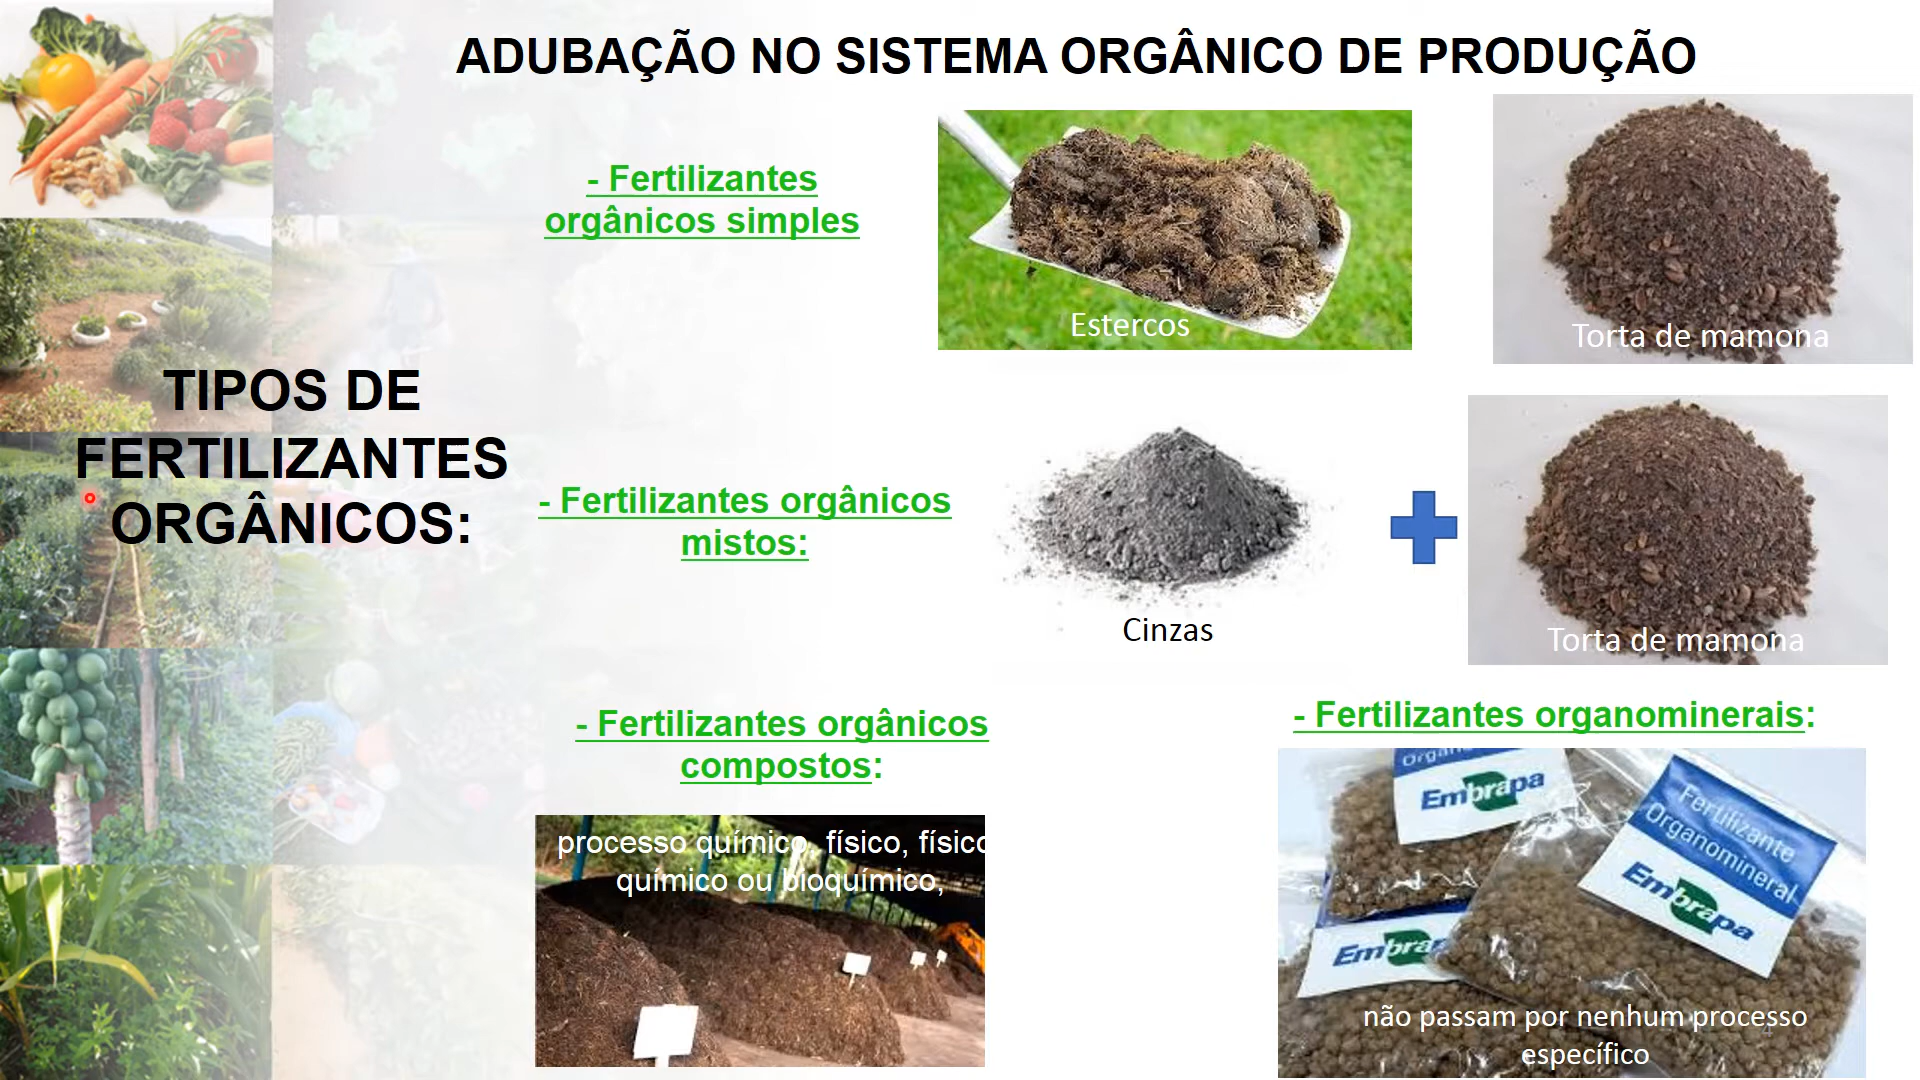 ADUBAÇÃO NO SISTEMA ORGÂNICO DE PRODUÇÃO
TIPOS DE
FERTILIZANTES
ORGÂNICOS:
- Fertilizantes
orgânicos simples
Estercos
Torta de mamona
- Fertilizantes orgânicos
mistos:
Cinzas
Torta de mamona
- Fertilizantes orgânicos
compostos:
processo químico, físico, físico
químico ou bioquímico,
- Fertilizantes organominerais:
Embrapa
Fertilizante
Organomineral
Embrapa
não passam por nenhum processo
específico